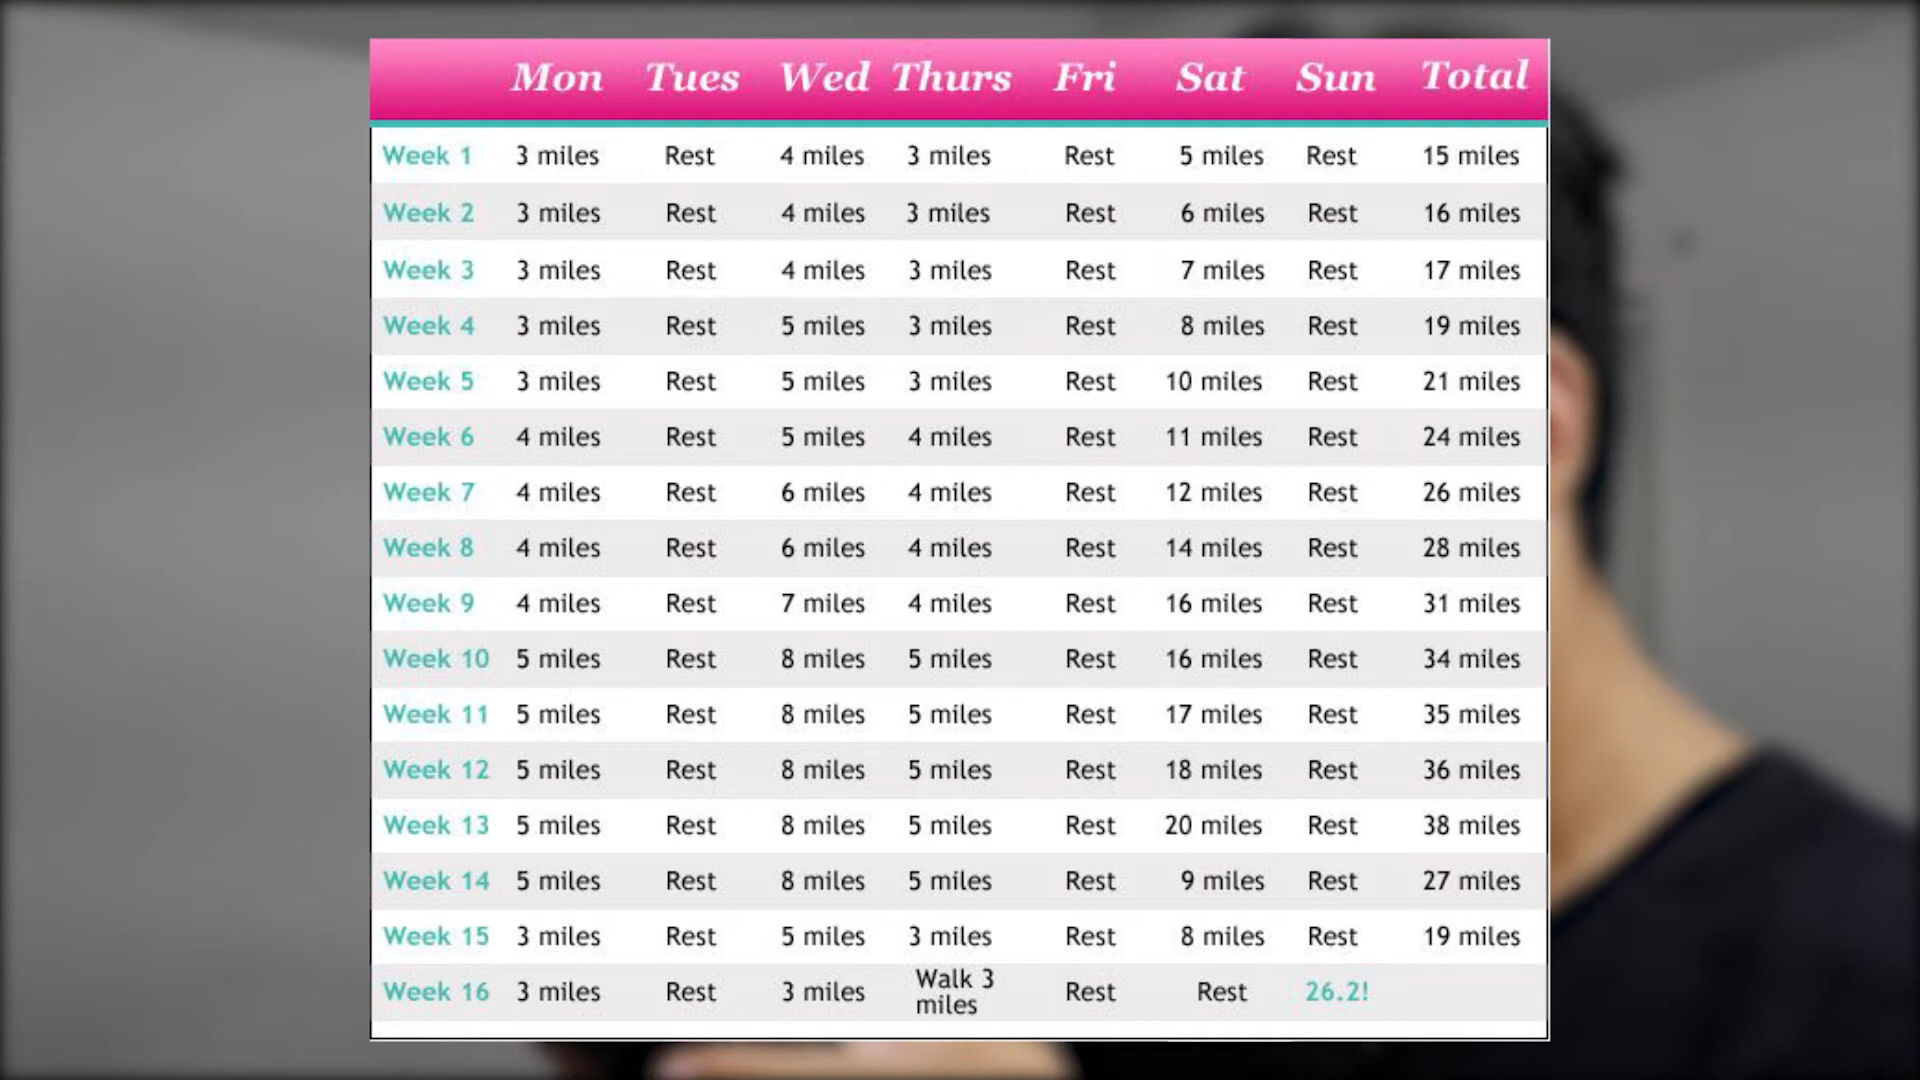 Mon Tues Wed Thurs Fri Sat Sun Total
Week 1 3 miles Rest 4 miles 3 miles Rest 5 miles Rest 15 miles
Week 2 3 miles Rest 4 miles 3 miles Rest 6 miles Rest 16 miles
Week 3 3 miles Rest 4 miles 3 miles Rest 7 miles Rest 17 miles
Week 4 3 miles Rest 5 miles 3 miles Rest 8 miles Rest 19 miles
Week 5 3 miles Rest 5 miles 3 miles Rest 10 miles Rest 21 miles
Week 6 4 miles Rest 5 miles 4 miles Rest 11 miles Rest 24 miles
Week 7 4 miles Rest 6 miles 4 miles Rest 12 miles Rest 26 miles
Week 8 4 miles Rest 6 miles 4 miles Rest 14 miles Rest 28 miles
Week 9 4 miles Rest 7 miles 4 miles Rest 16 miles Rest 31 miles
Week 10 5 miles Rest 8 miles 5 miles Rest 16 miles Rest 34 miles
Week 11 5 miles Rest 8 miles 5 miles Rest 17 miles Rest 35 miles
Week 12 5 miles Rest 8 miles 5 miles Rest 18 miles Rest 36 miles
Week 13 5 miles Rest 8 miles 5 miles Rest 20 miles Rest 38 miles
Week 14 5 miles Rest 8 miles 5 miles Rest 9 miles Rest 27 miles
Week 15 3 miles Rest 5 miles 3 miles Rest 8 miles Rest 19 miles
Week 16 3 miles Rest 3 miles Walk 3 miles Rest Rest 26.2!